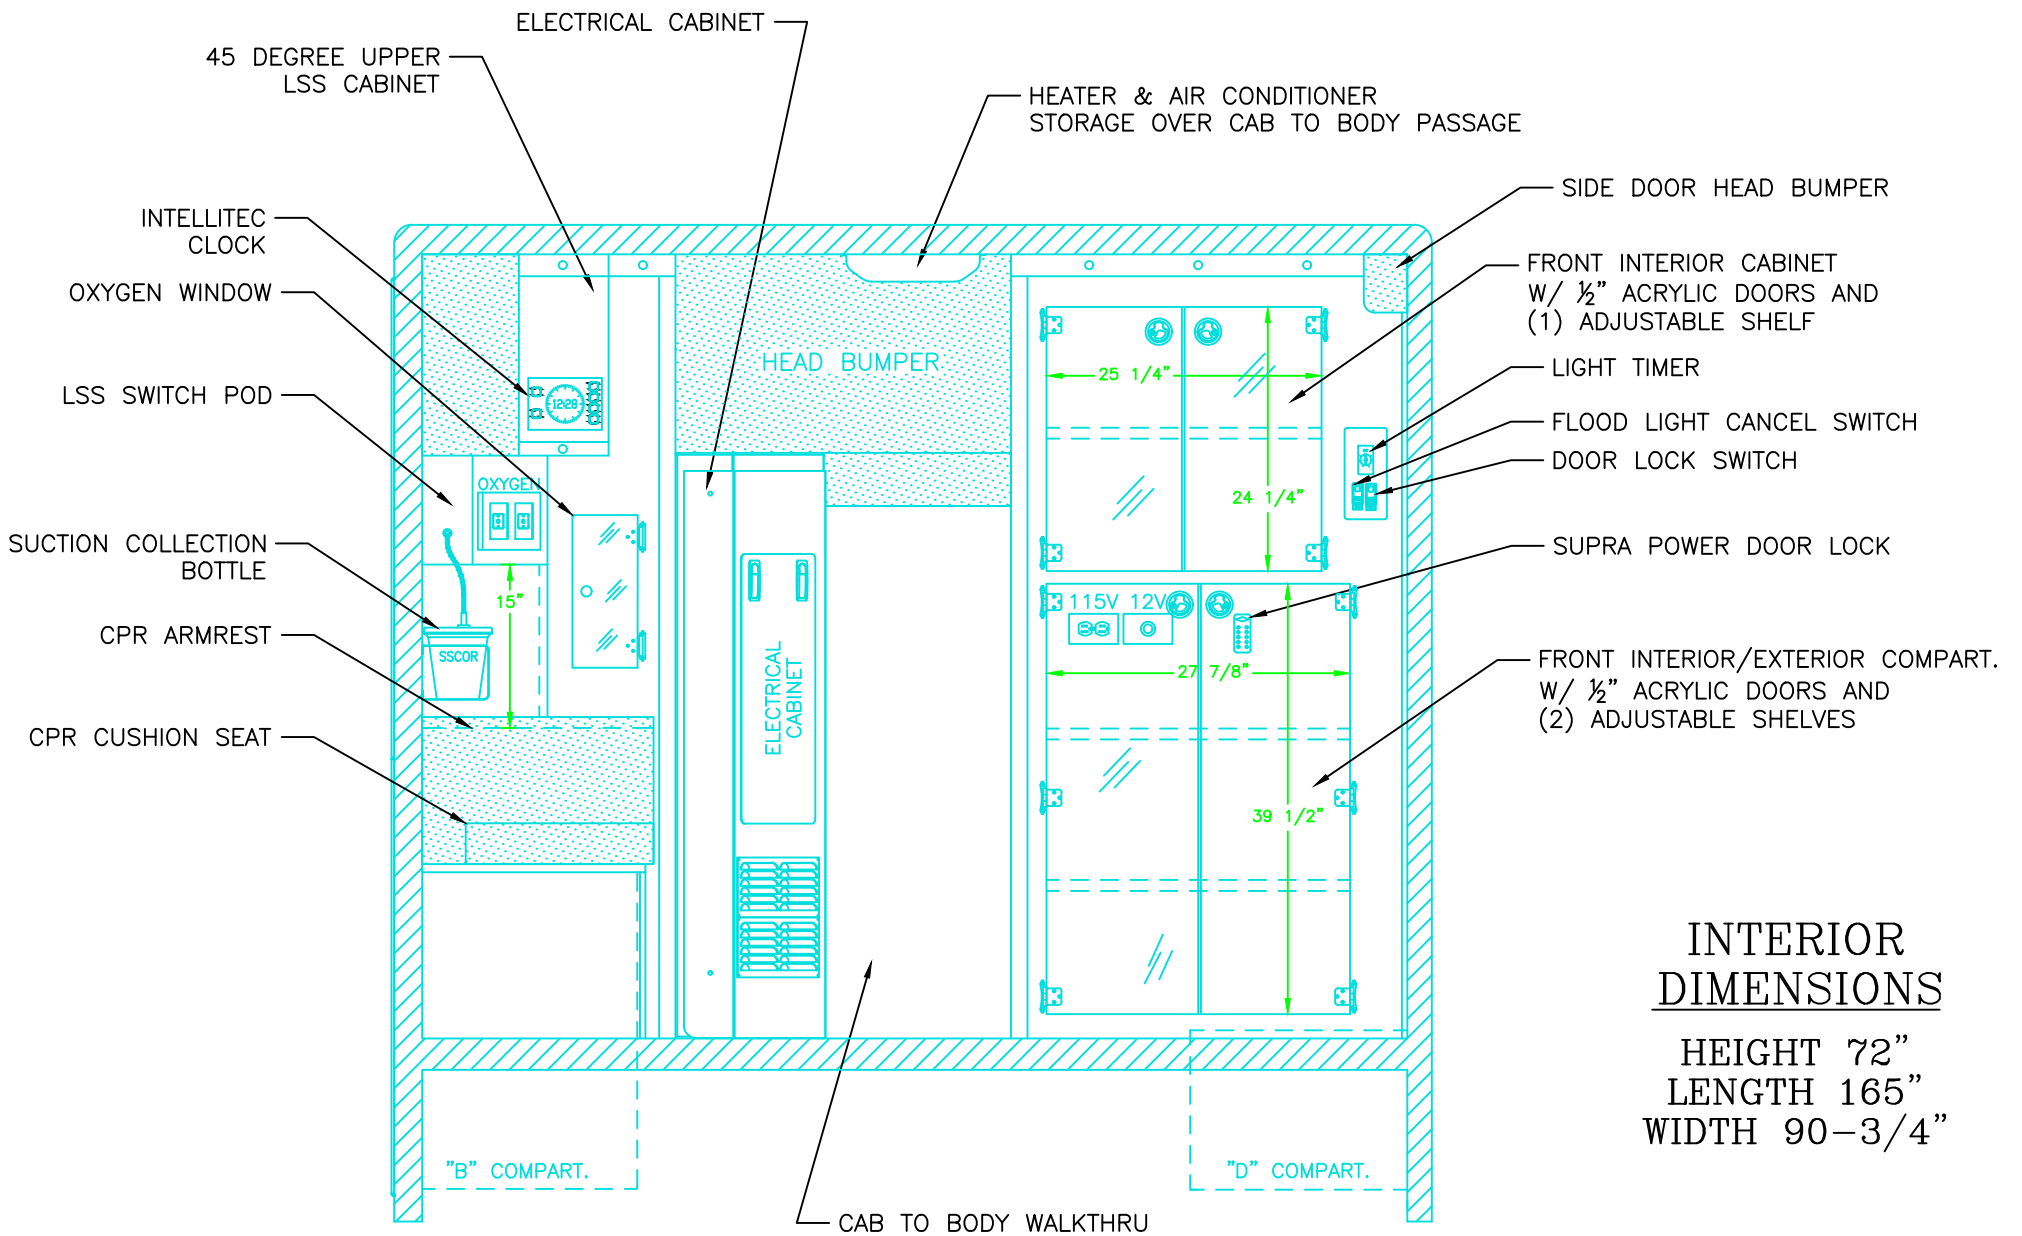 ELECTRICAL CABINET
45 DEGREE UPPER
LSS CABINET
HEATER & AIR CONDITIONER
STORAGE OVER CAB TO BODY PASSAGE
SIDE DOOR HEAD BUMPER
INTELLITEC
CLOCK
OXYGEN WINDOW
LSS SWITCH POD
SUCTION COLLECTION
BOTTLE
CPR ARMREST
CPR CUSHION SEAT
FRONT INTERIOR CABINET
W/ ½" ACRYLIC DOORS AND
(1) ADJUSTABLE SHELF
LIGHT TIMER
FLOOD LIGHT CANCEL SWITCH
DOOR LOCK SWITCH
SUPRA POWER DOOR LOCK
FRONT INTERIOR/EXTERIOR COMPART.
W/ ½" ACRYLIC DOORS AND
(2) ADJUSTABLE SHELVES
HEAD BUMPER
12:28
OXYGEN
15"
SSCOR
ELECTRICAL
CABINET
25 1/4"
24 1/4"
115V 12V
27 7/8"
39 1/2"
"B" COMPART.
"D" COMPART.
CAB TO BODY WALKTHRU
INTERIOR
DIMENSIONS
HEIGHT 72"
LENGTH 165"
WIDTH 90-3/4"